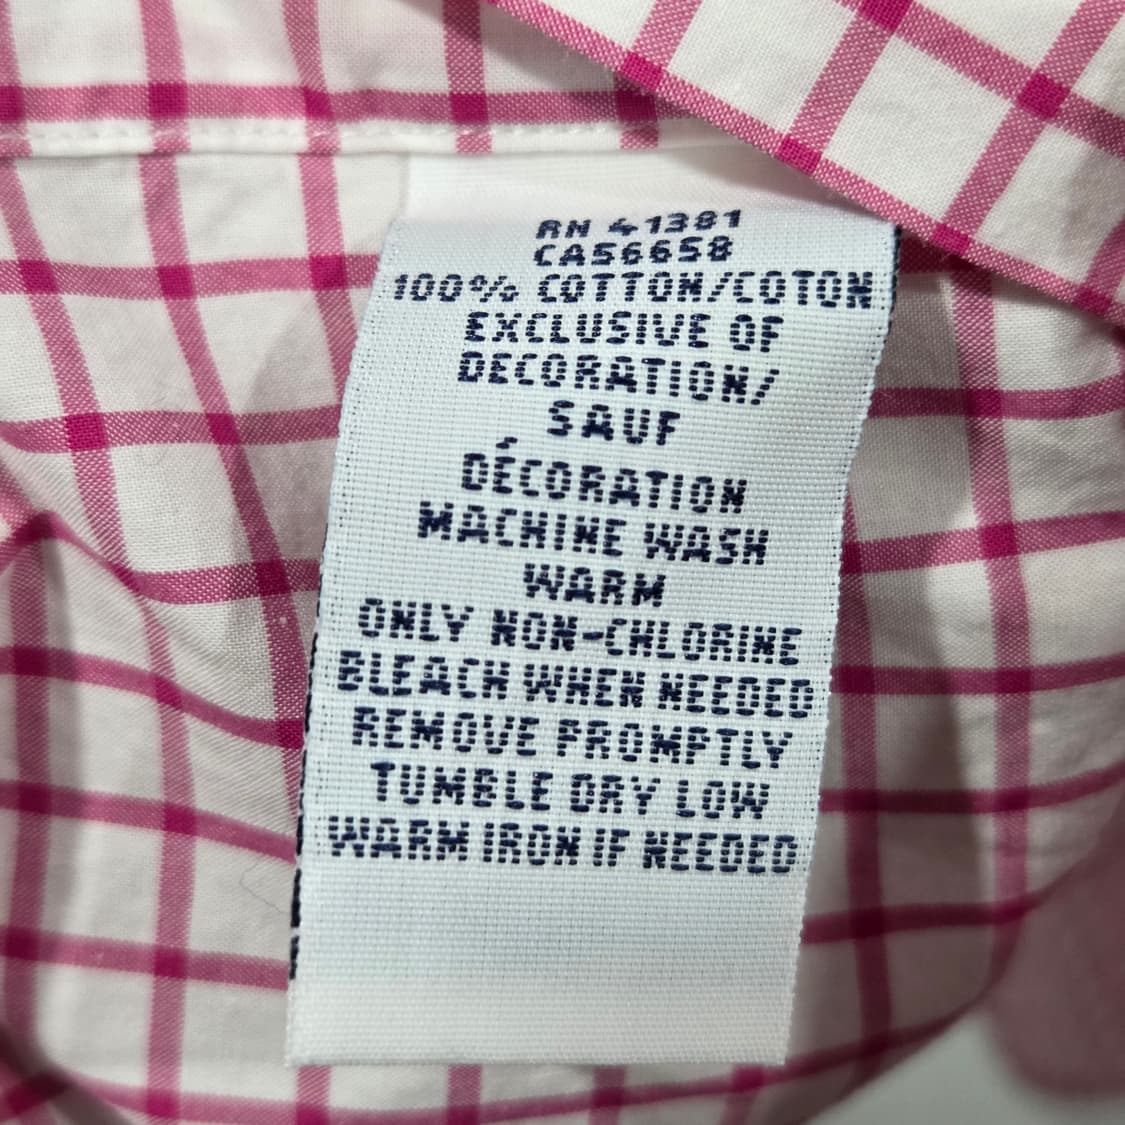 RN 41381
CA56658
100% COTTON/COTON
EXCLUSIVE OF
DECORATION/
SAUF
DÉCORATION
MACHINE WASH
WARM
ONLY NON-CHLORINE
BLEACH WHEN NEEDED
REMOVE PROMPTLY
TUMBLE DRY LOW
WARM IRON IF NEEDED